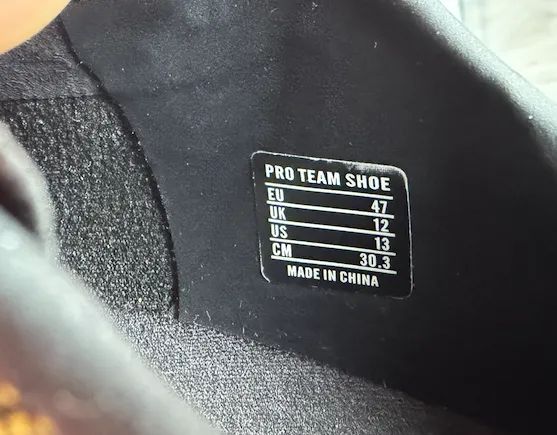 PRO TEAM SHOE
EU 47
UK 12
US 13
CM 30.3
MADE IN CHINA